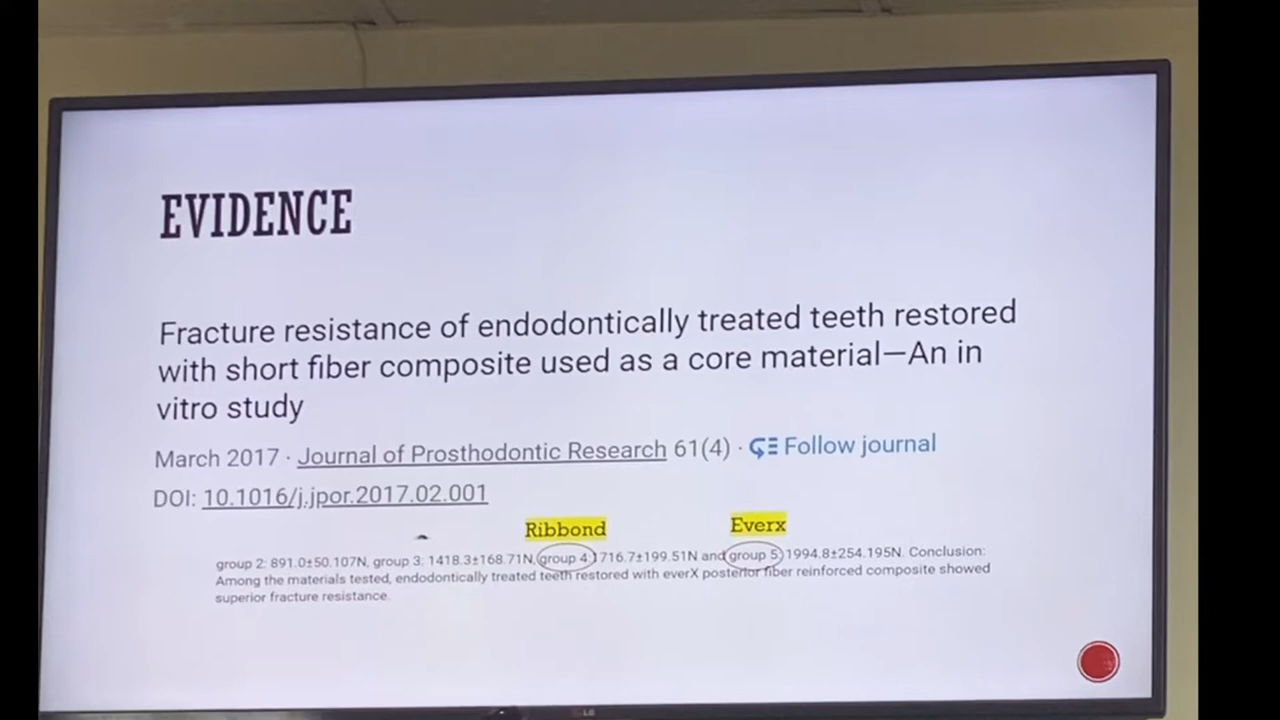 EVIDENCE
Fracture resistance of endodontically treated teeth restored
with short fiber composite used as a core material—An in
vitro study
March 2017 · Journal of Prosthodontic Research 61(4) · Follow journal
DOI: 10.1016/j.jpor.2017.02.001
Ribbond Everx
group 2: 891.0±50.107N, group 3: 1418.3±168.71N, group 4: 1716.7±199.51N and group 5: 1994.8±254.195N. Conclusion:
Among the materials tested, endodontically treated teeth restored with everX posterior fiber reinforced composite showed
superior fracture resistance.
LG